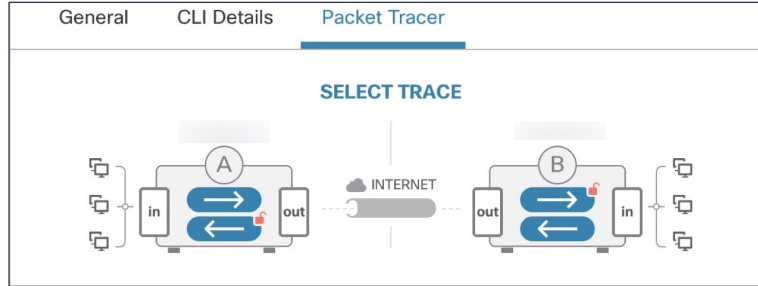 General CLI Details Packet Tracer
SELECT TRACE
A B
INTERNET
in out out in